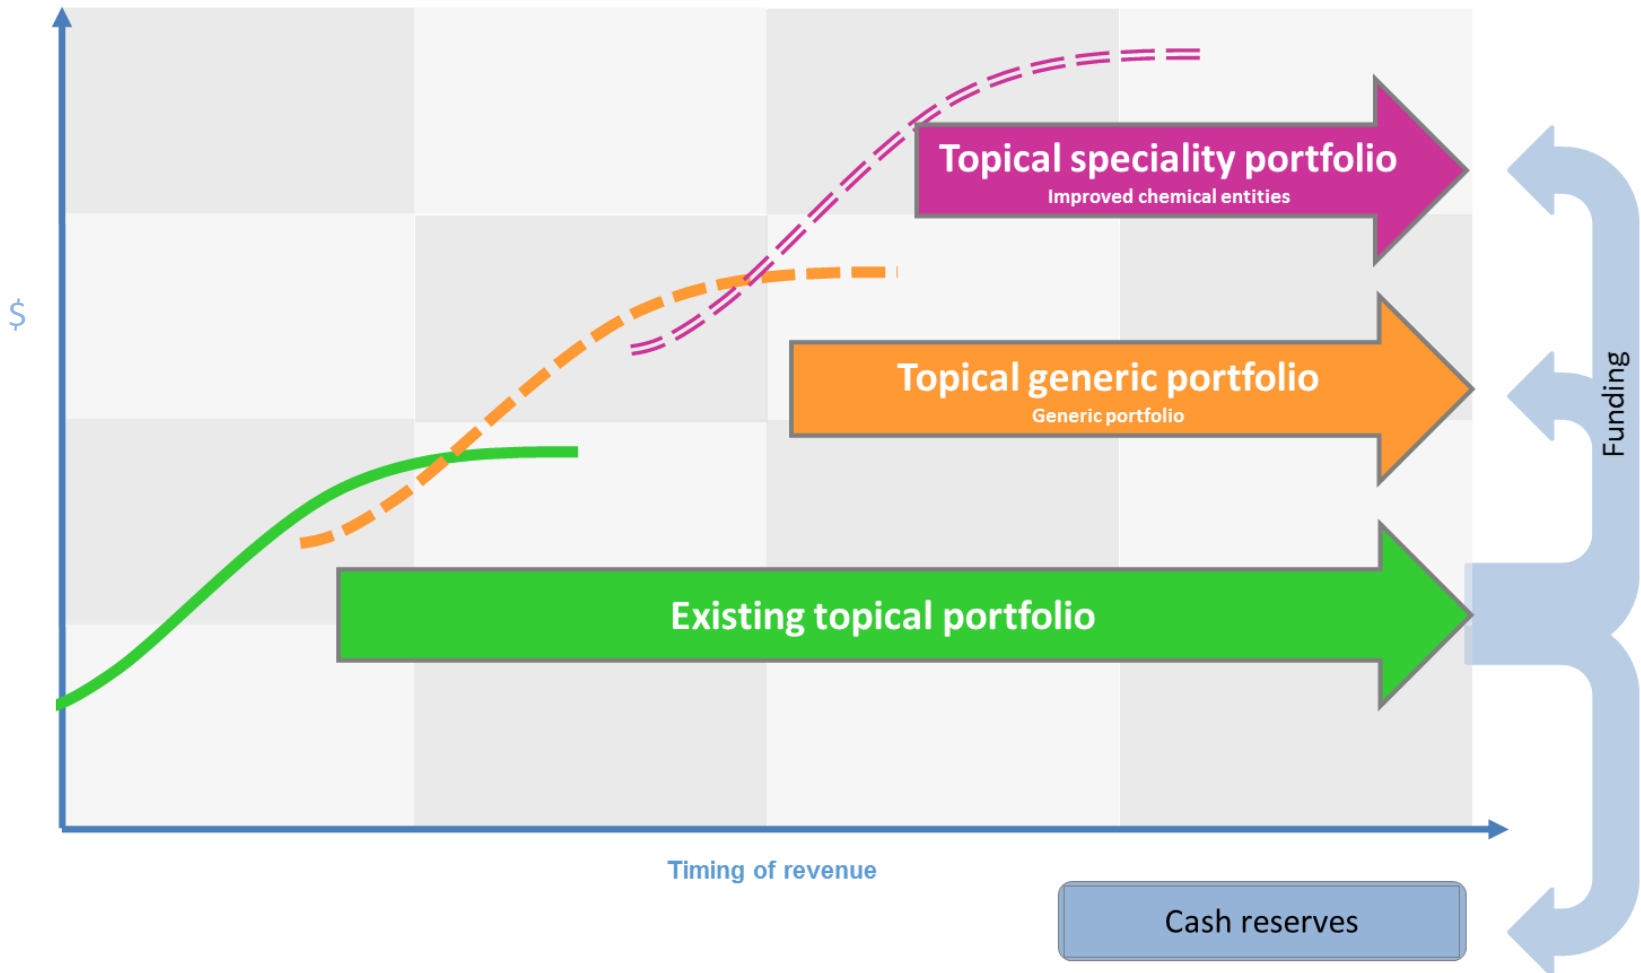 Topical speciality portfolio
Improved chemical entities
$
Topical generic portfolio
Generic portfolio
Funding
Existing topical portfolio
Timing of revenue
Cash reserves